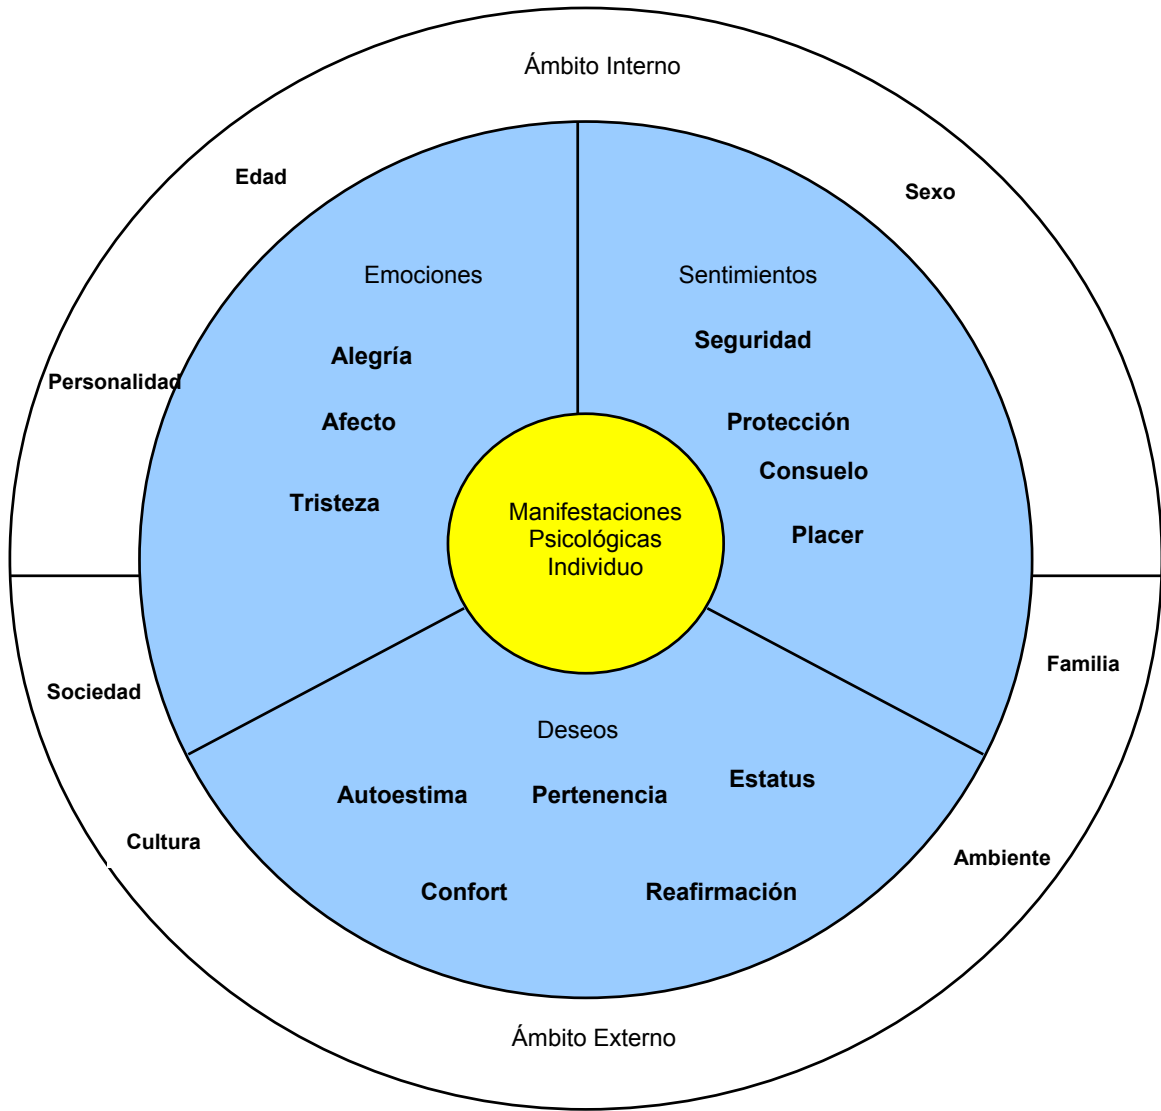 Ámbito Interno
Edad
Sexo
Personalidad
Emociones
Alegría
Afecto
Tristeza
Sentimientos
Seguridad
Protección
Consuelo
Placer
Manifestaciones
Psicológicas
Individuo
Deseos
Autoestima
Pertenencia
Estatus
Confort
Reafirmación
Sociedad
Cultura
Familia
Ambiente
Ámbito Externo